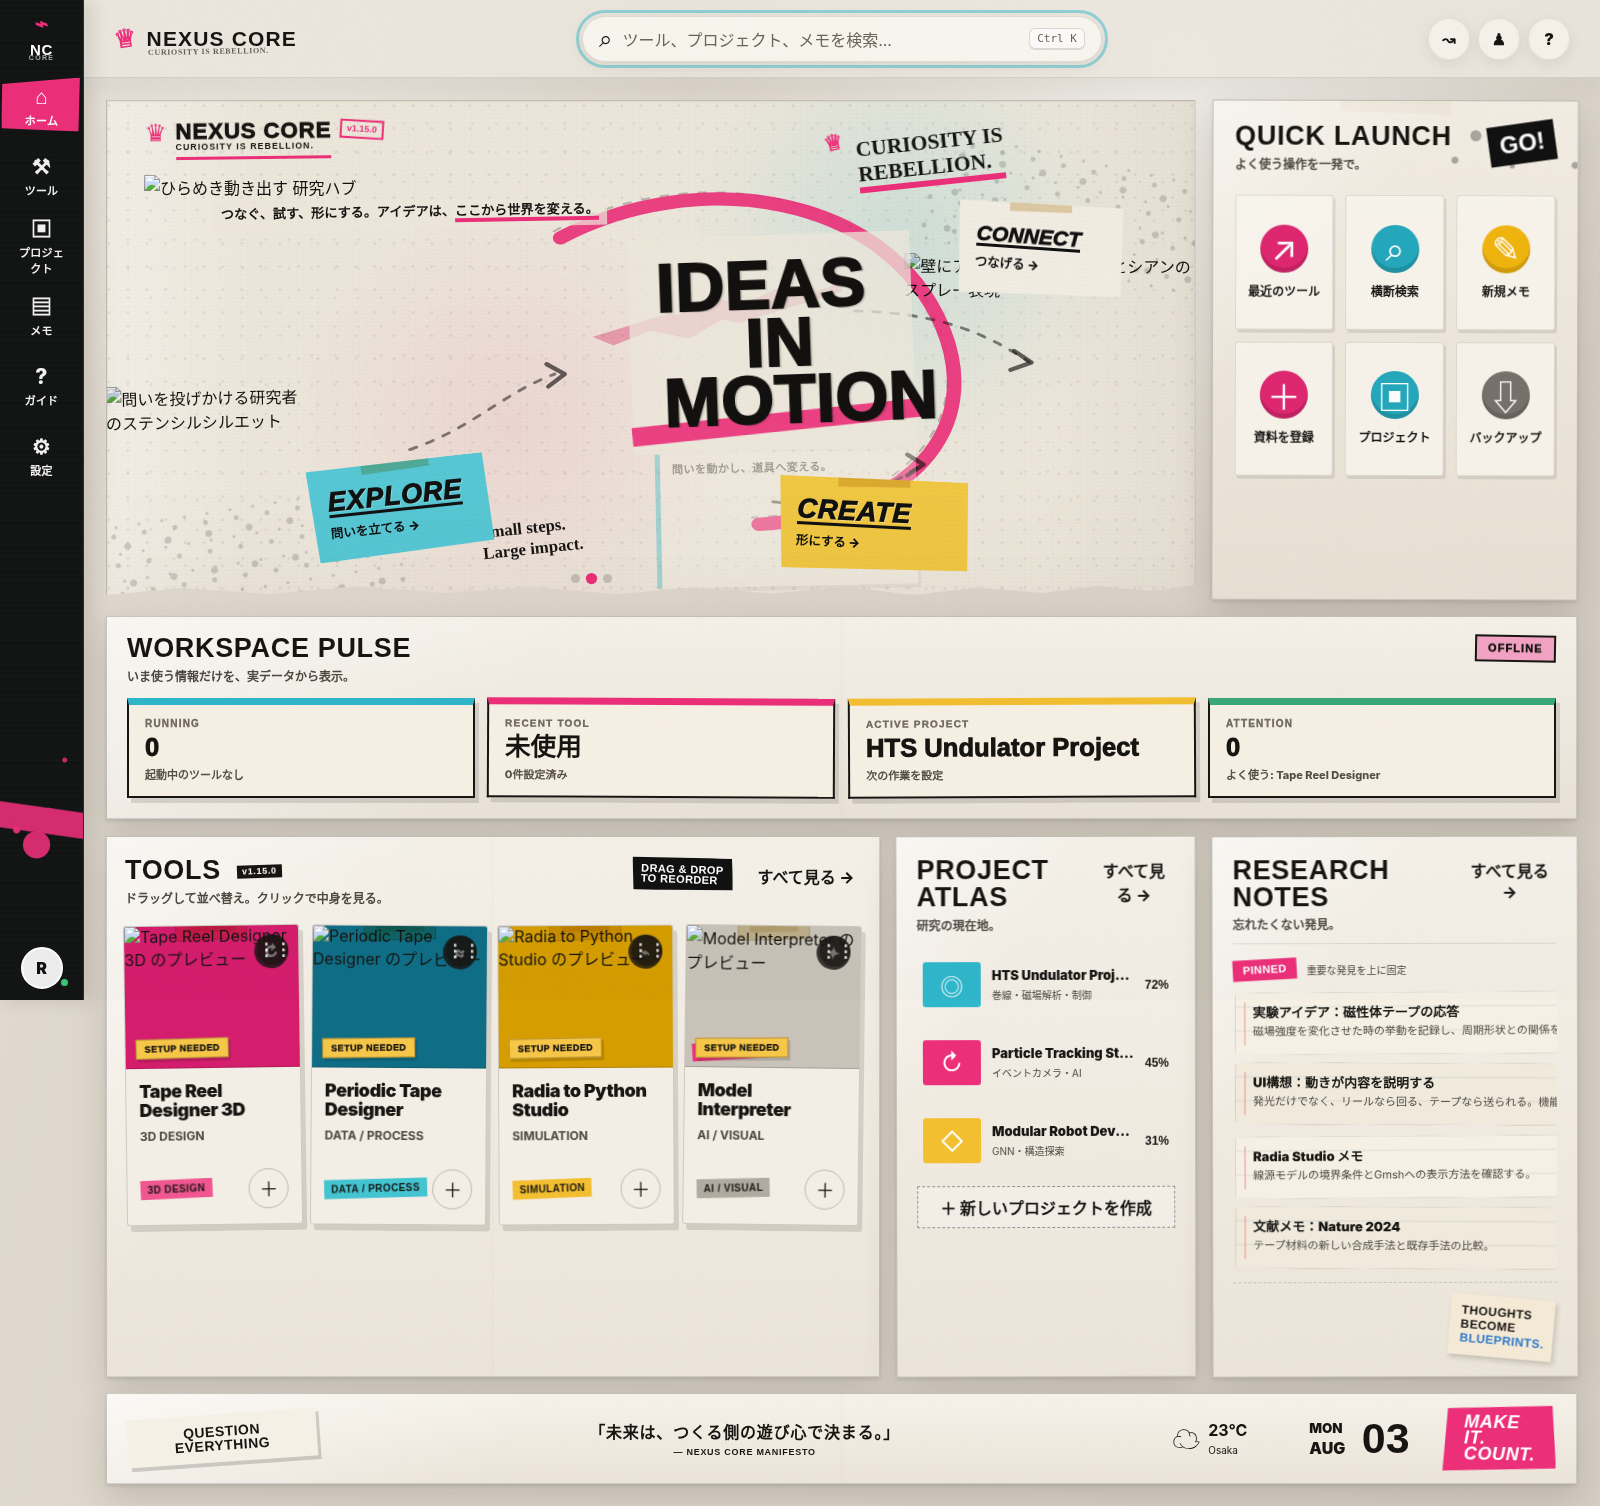 NC
CORE
ホーム
ツール
プロジェ
クト
メモ
?
ガイド
設定
R
NEXUS CORE
CURIOSITY IS REBELLION.
ツール、プロジェクト、メモを検索...
Ctrl K
?
NEXUS CORE
v1.15.0
CURIOSITY IS REBELLION.
ひらめき動き出す 研究ハブ
つなぐ、試す、形にする。アイデアは、ここから世界を変える。
CURIOSITY IS
REBELLION.
CONNECT
つなげる →
壁に
シアンの
スプレー表現
IDEAS
IN
MOTION
問いを投げかける研究者
のステンシルシルエット
問いを動かし、道具へ変える。
EXPLORE
問いを立てる →
mall steps.
Large impact.
CREATE
形にする →
QUICK LAUNCH
よく使う操作を一発で。
GO!
最近のツール
横断検索
新規メモ
資料を登録
プロジェクト
バックアップ
WORKSPACE PULSE
いま使う情報だけを、実データから表示。
OFFLINE
RUNNING
0
起動中のツールなし
RECENT TOOL
未使用
0件設定済み
ACTIVE PROJECT
HTS Undulator Project
次の作業を設定
ATTENTION
0
よく使う: Tape Reel Designer
TOOLS
v1.15.0
ドラッグして並べ替え。クリックで中身を見る。
DRAG & DROP
TO REORDER
すべて見る →
Tape Reel Designer
3D のプレビュー
SETUP NEEDED
Tape Reel
Designer 3D
3D DESIGN
3D DESIGN
Periodic Tape
Designer のプレビュー
SETUP NEEDED
Periodic Tape
Designer
DATA / PROCESS
DATA / PROCESS
Radia to Python
Studio のプレビュー
SETUP NEEDED
Radia to Python
Studio
SIMULATION
SIMULATION
Model Interpreter の
プレビュー
SETUP NEEDED
Model
Interpreter
AI / VISUAL
AI / VISUAL
PROJECT
ATLAS
すべて見
る →
研究の現在地。
HTS Undulator Proj...
巻線・磁場解析・制御
72%
Particle Tracking St...
イベントカメラ・AI
45%
Modular Robot Dev...
GNN・構造探索
31%
＋ 新しいプロジェクトを作成
RESEARCH
NOTES
すべて見る
→
忘れたくない発見。
PINNED
重要な発見を上に固定
実験アイデア：磁性体テープの応答
磁場強度を変化させた時の挙動を記録し、周期形状との関係を
UI構想：動きが内容を説明する
発光だけでなく、リールなら回る、テープなら送られる。機能
Radia Studio メモ
線源モデルの境界条件とGmshへの表示方法を確認する。
文献メモ：Nature 2024
テープ材料の新しい合成手法と既存手法の比較。
THOUGHTS
BECOME
BLUEPRINTS.
QUESTION
EVERYTHING
「未来は、つくる側の遊び心で決まる。」
— NEXUS CORE MANIFESTO
23°C
Osaka
MON
AUG
03
MAKE
IT.
COUNT.